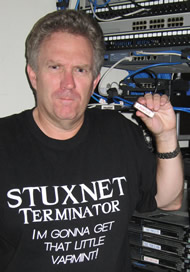 STUXNET
TERMINATOR
I'M GONNA GET
THAT LITTLE
VARMINT!